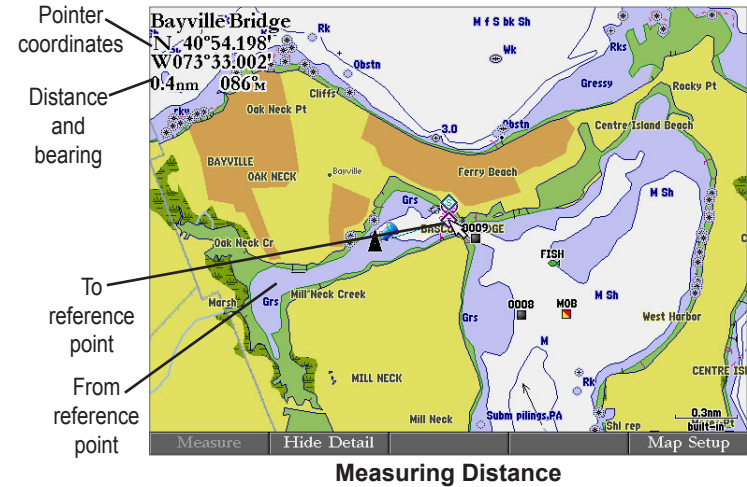 Pointer
coordinates
Distance
and
bearing
To
reference
point
From
reference
point
Bayville Bridge
N 40°54.198'
W073°33.002'
0.4nm 086°M
M f S bk Sh
Rk
Wk
Rks
Obstn
Gressy
Rocky Pt
Cliffs
rky
Oak Neck Pt
3.0
Obstn
Centre Island Beach
BAYVILLE
OAK NECK
Bayville
Ferry Beach
M Sh
Grs
0009
Oak Neck Cr
FISH
Marsh
Grs
Mill Neck Creek
0008
MOB
M Sh
West Harbor
Grs
M
MILL NECK
Rk
CENTRE ISL
Mill Neck
Subm pilings,PA
Shl rep
0.3nm
built-in
Pt
Measure
Hide Detail
Map Setup
Measuring Distance